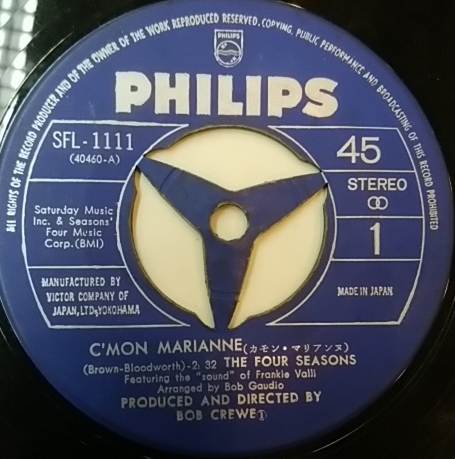 ALL RIGHTS OF THE RECORD PRODUCER AND OF THE OWNER OF THE WORK REPRODUCED RESERVED. COPYING, PUBLIC PERFORMANCE AND BROADCASTING OF THIS RECORD PROHIBITED
PHILIPS
PHILIPS
SFL-1111
(40460-A)
45
STEREO
1
Saturday Music
Inc. & Seasons'
Four Music
Corp.(BMI)
MANUFACTURED BY
VICTOR COMPANY OF
JAPAN,LTD,YOKOHAMA
MADE IN JAPAN
C'MON MARIANNE(カモン・マリアンヌ)
(Brown-Bloodworth)-2:32 THE FOUR SEASONS
Featuring the "sound" of Frankie Valli
Arranged by Bob Gaudio
PRODUCED AND DIRECTED BY
BOB CREWE①